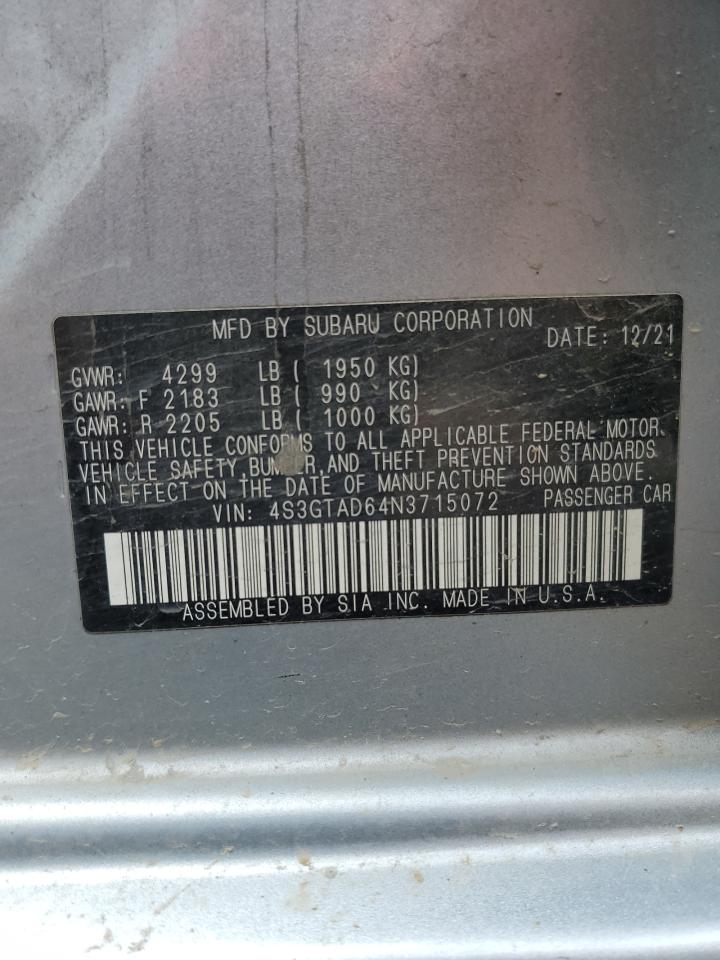 MFD BY SUBARU CORPORATION
DATE: 12/21
GVWR: 4299 LB ( 1950 KG)
GAWR: F 2183 LB ( 990 KG)
GAWR: R 2205 LB ( 1000 KG)
THIS VEHICLE CONFORMS TO ALL APPLICABLE FEDERAL MOTOR
VEHICLE SAFETY BUMPER, AND THEFT PREVENTION STANDARDS
IN EFFECT ON THE DATE OF MANUFACTURE SHOWN ABOVE.
VIN: 4S3GTAD64N3715072 PASSENGER CAR
ASSEMBLED BY SIA INC. MADE IN U.S.A.